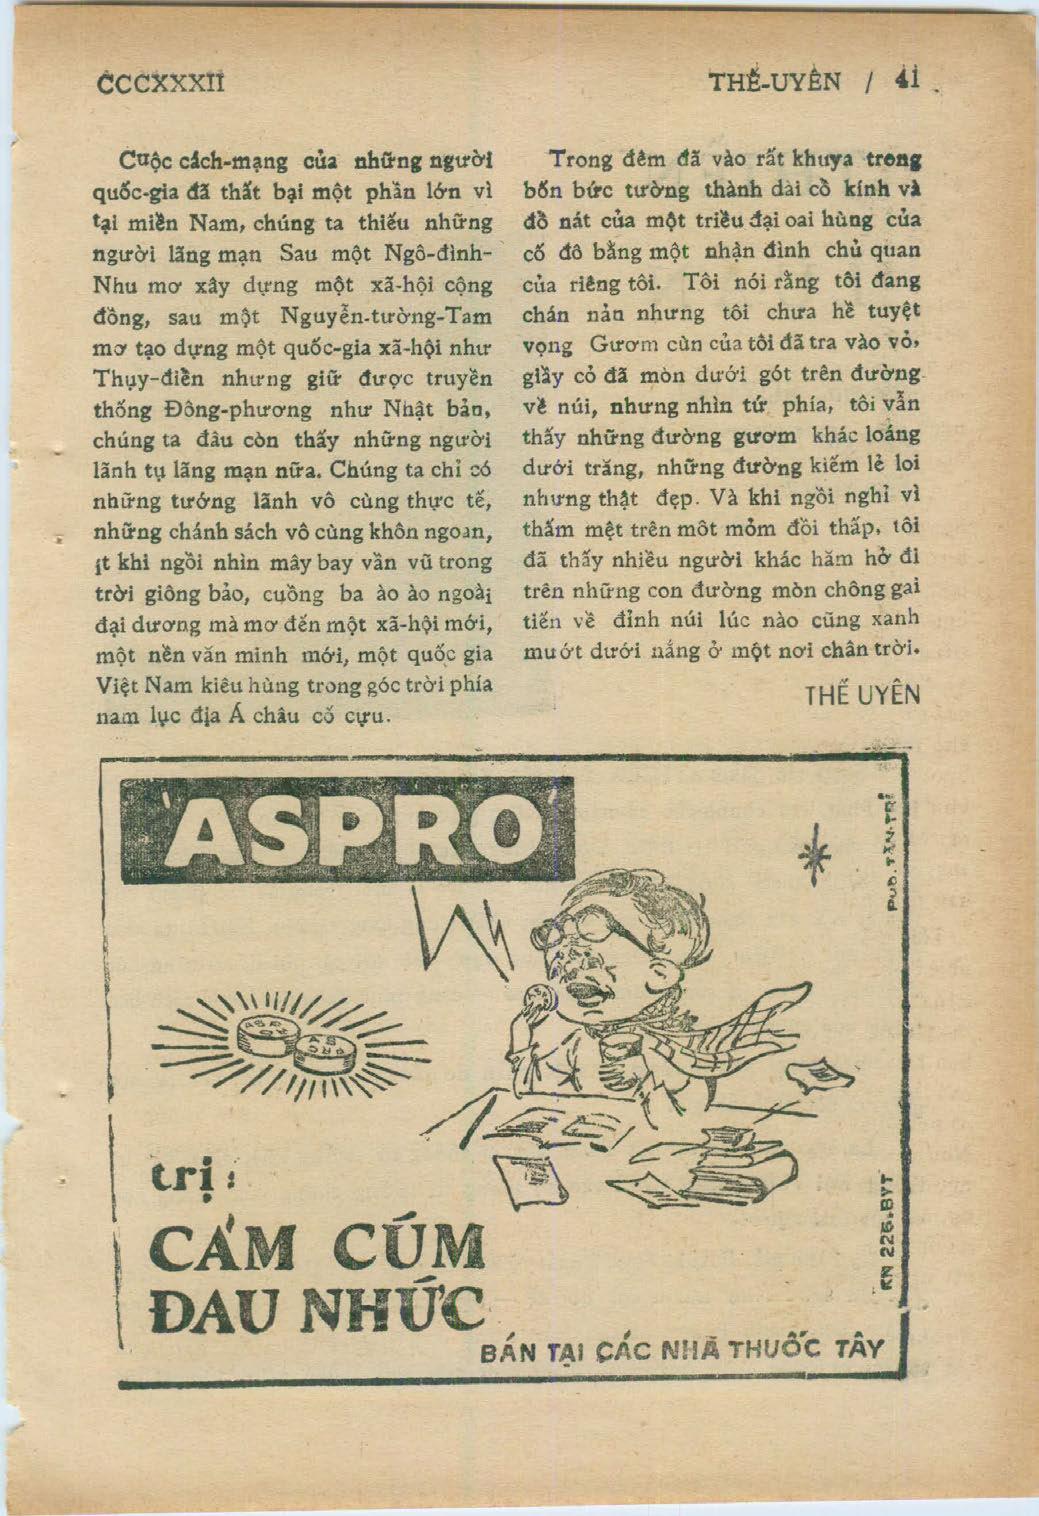 CCCXXXII
THẾ-UYÊN / 41
Cuộc cách-mạng của những người
quốc-gia đã thất bại một phần lớn vì
tại miền Nam, chúng ta thiếu những
người lãng mạn Sau một Ngô-đình-
Nhu mơ xây dựng một xã-hội cộng
đồng, sau một Nguyễn-tường-Tam
mơ tạo dựng một quốc-gia xã-hội như
Thụy-điển nhưng giữ được truyền
thống Đông-phương như Nhật bản,
chúng ta đâu còn thấy những người
lãnh tụ lãng mạn nữa. Chúng ta chỉ có
những tướng lãnh vô cùng thực tế,
những chánh sách vô cùng khôn ngoan,
ịt khi ngồi nhìn mây bay vần vũ trong
trời giông bảo, cuồng ba ào ào ngoài
đại dương mà mơ đến một xã-hội mới,
một nền văn minh mới, một quốc gia
Việt Nam kiêu hùng trong góc trời phía
nam lục địa Á châu cố cựu.
Trong đêm đã vào rất khuya trong
bốn bức tường thành dài cổ kính và
đổ nát của một triều đại oai hùng của
cố đô bằng một nhận đình chủ quan
của riêng tôi. Tôi nói rằng tôi đang
chán nản nhưng tôi chưa hề tuyệt
vọng Gươm cùn của tôi đã tra vào vỏ,
giầy cỏ đã mòn dưới gót trên đường
về núi, nhưng nhìn tứ phía, tôi vẫn
thấy những đường gươm khác loáng
dưới trăng, những đường kiếm lẻ loi
nhưng thật đẹp. Và khi ngồi nghỉ vì
thấm mệt trên môt mỏm đồi thấp, tôi
đã thấy nhiều người khác hăm hở đi
trên những con đường mòn chông gai
tiến về đỉnh núi lúc nào cũng xanh
mướt dưới nắng ở một nơi chân trời.
THẾ UYÊN
'ASPRO'
PUB. TÂN-TRÍ
ASPRO
trị :
CẢM CÚM
ĐAU NHỨC
BÁN TẠI CÁC NHÀ THUỐC TÂY
KN 225.BYT